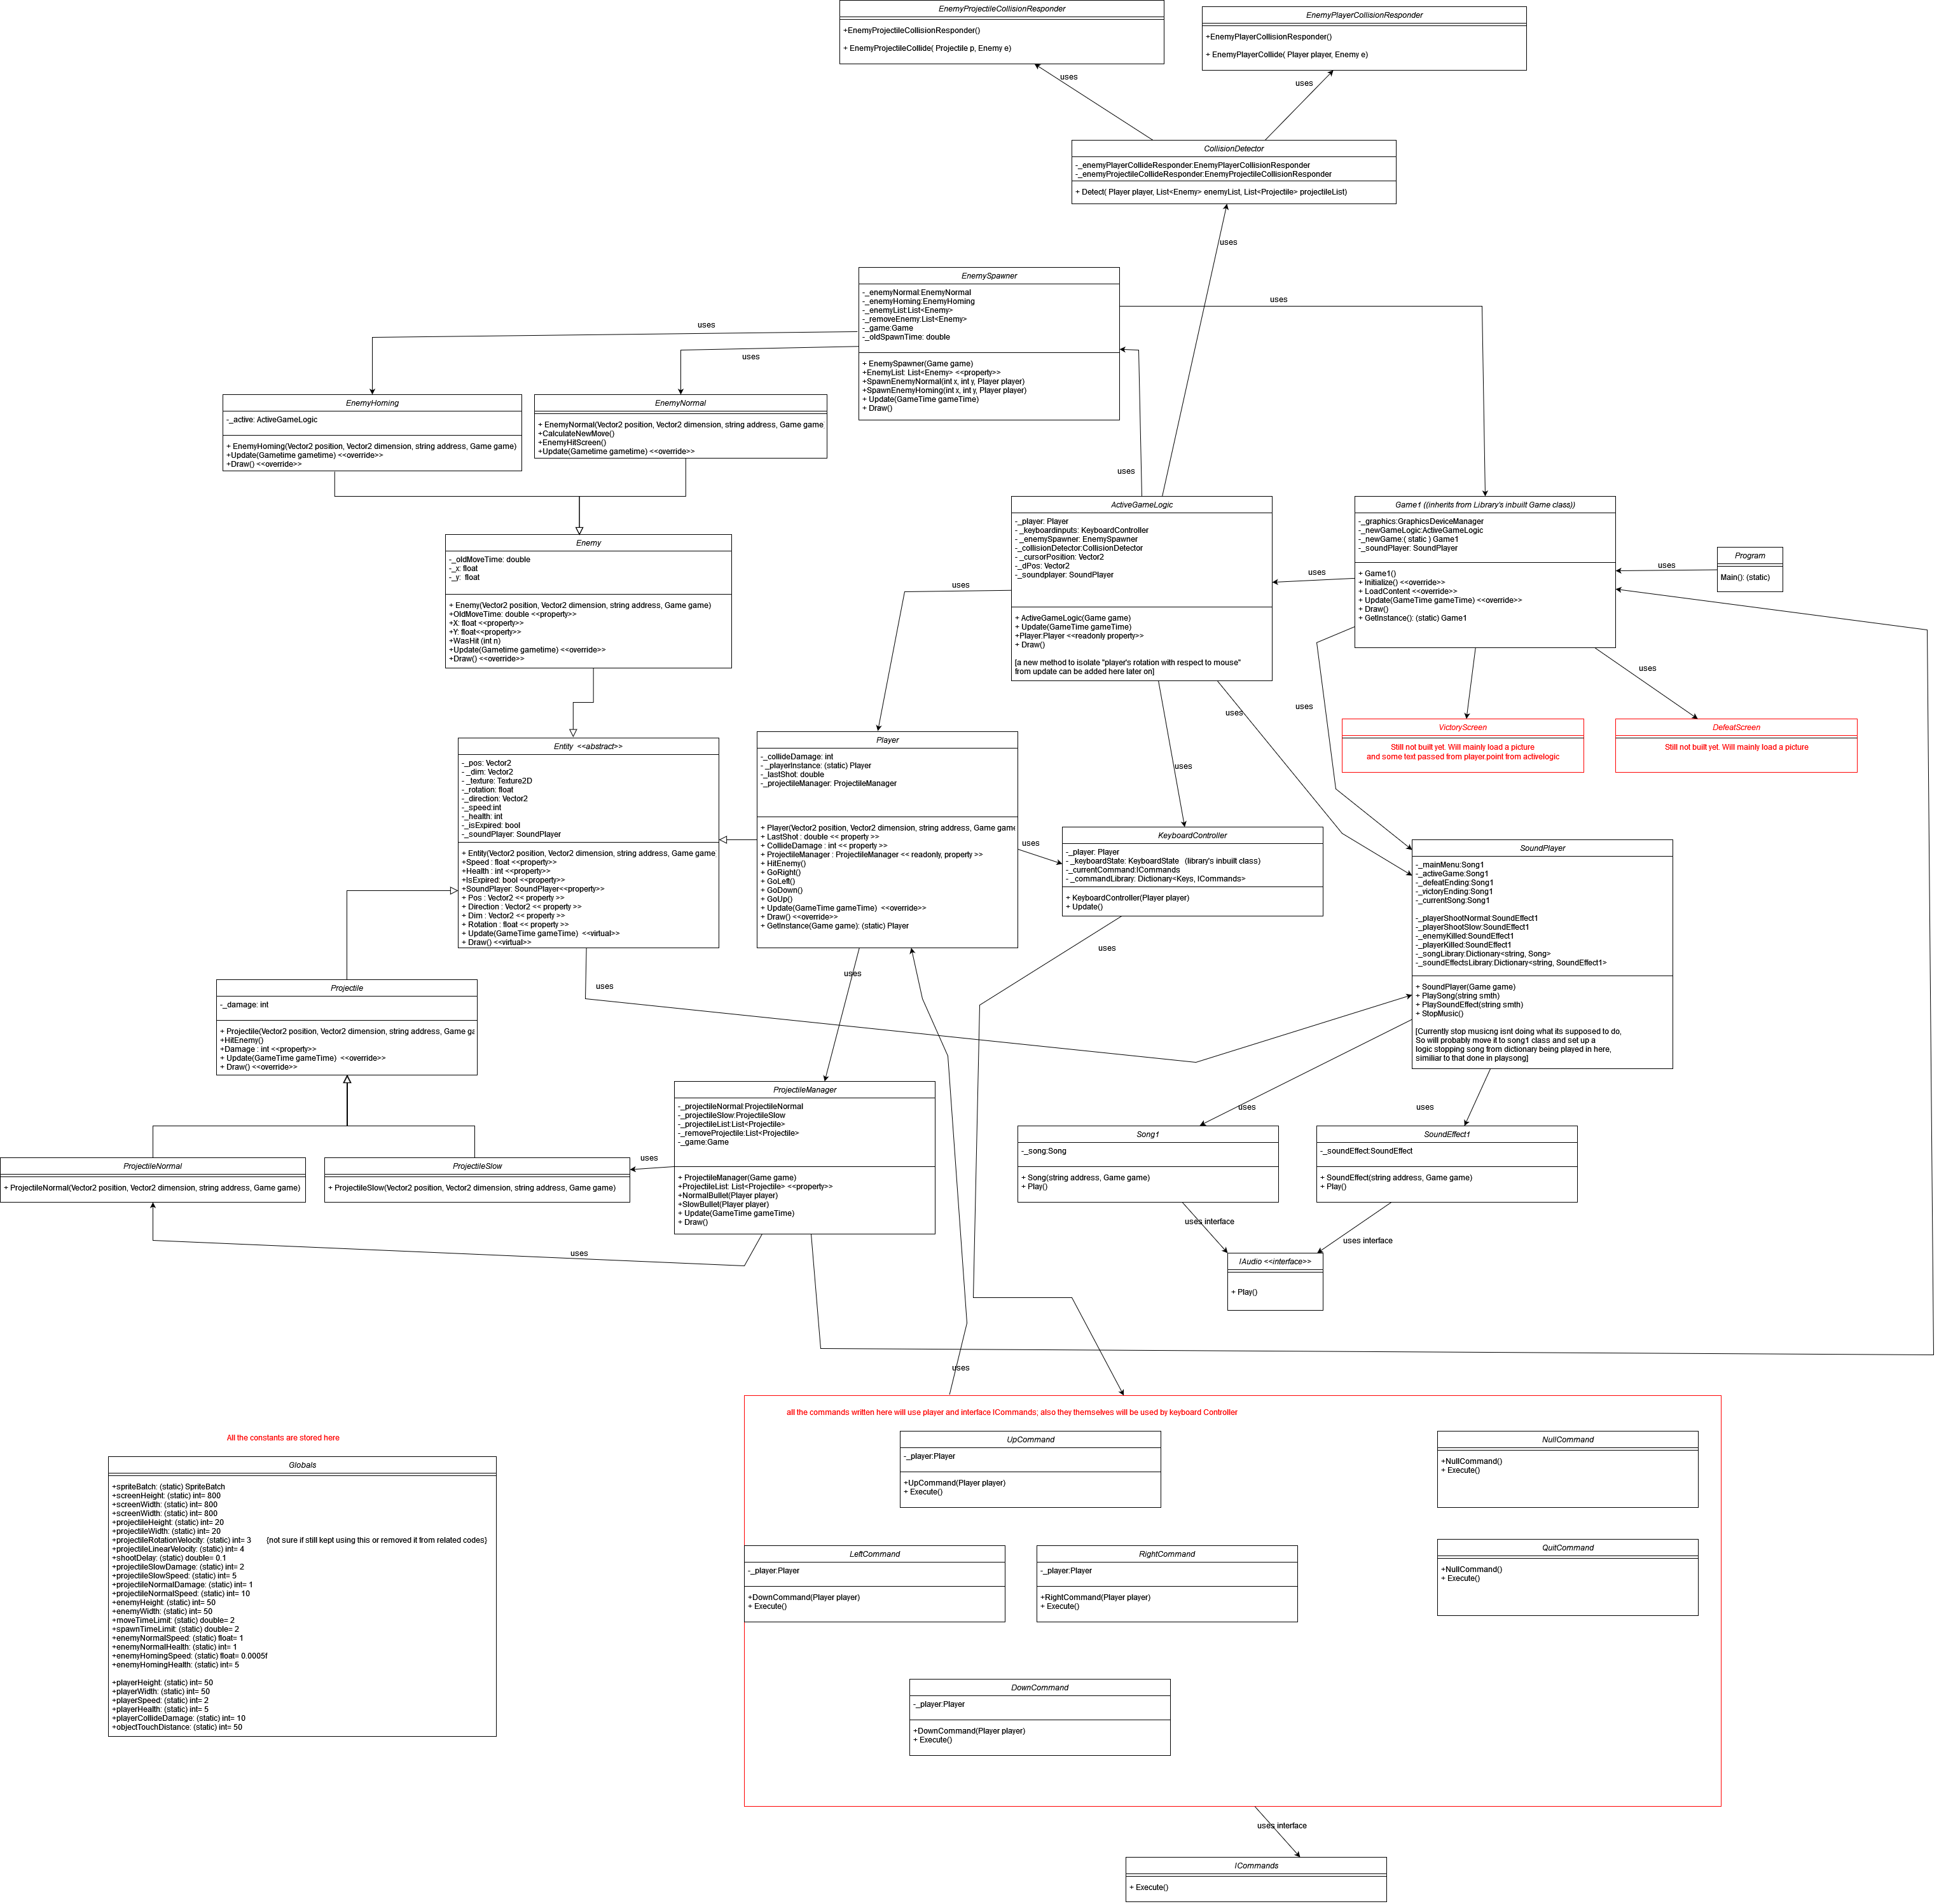 EnemyProjectileCollisionResponder
+EnemyProjectileCollisionResponder()
+ EnemyProjectileCollide( Projectile p, Enemy e)
EnemyPlayerCollisionResponder
+EnemyPlayerCollisionResponder()
+ EnemyPlayerCollide( Player player, Enemy e)
uses
uses
CollisionDetector
-_enemyPlayerCollideResponder:EnemyPlayerCollisionResponder
-_enemyProjectileCollideResponder:EnemyProjectileCollisionResponder
+ Detect( Player player, List<Enemy> enemyList, List<Projectile> projectileList)
uses
EnemySpawner
-_enemyNormal:EnemyNormal
-_enemyHoming:EnemyHoming
-_enemyList:List<Enemy>
-_removeEnemy:List<Enemy>
-_game:Game
-_oldSpawnTime: double
+ EnemySpawner(Game game)
+EnemyList: List<Enemy> <<property>>
+SpawnEnemyNormal(int x, int y, Player player)
+SpawnEnemyHoming(int x, int y, Player player)
+ Update(GameTime gameTime)
+ Draw()
uses
uses
uses
uses
EnemyHoming
-_active: ActiveGameLogic
+ EnemyHoming(Vector2 position, Vector2 dimension, string address, Game game)
+Update(Gametime gametime) <<override>>
+Draw() <<override>>
EnemyNormal
+ EnemyNormal(Vector2 position, Vector2 dimension, string address, Game game
+CalculateNewMove()
+EnemyHitScreen()
+Update(Gametime gametime) <<override>>
Enemy
-_oldMoveTime: double
-_x: float
-_y:  float
+ Enemy(Vector2 position, Vector2 dimension, string address, Game game)
+OldMoveTime: double <<property>>
+X: float <<property>>
+Y: float<<property>>
+WasHit (int n)
+Update(Gametime gametime) <<override>>
+Draw() <<override>>
ActiveGameLogic
-_player: Player
-_keyboardinputs: KeyboardController
-_enemySpawner: EnemySpawner
-_collisionDetector:CollisionDetector
-_cursorPosition: Vector2
-_dPos: Vector2
-_soundplayer: SoundPlayer
+ ActiveGameLogic(Game game)
+ Update(GameTime gameTime)
+Player:Player <<readonly property>>
+ Draw()
[a new method to isolate "player's rotation with respect to mouse"
from update can be added here later on]
Game1 ((inherits from Library's inbuilt Game class))
-_graphics:GraphicsDeviceManager
-_newGameLogic:ActiveGameLogic
-_newGame:( static ) Game1
-_soundPlayer: SoundPlayer
+ Game1()
+ Initialize() <<override>>
+ LoadContent <<override>>
+ Update(GameTime gameTime) <<override>>
+ Draw()
+ GetInstance(): (static) Game1
Program
Main(): (static)
uses
uses
uses
uses
uses
uses
uses
VictoryScreen
Still not built yet. Will mainly load a picture
and some text passed from player.point from activelogic
DefeatScreen
Still not built yet. Will mainly load a picture
Entity  <<abstract>>
-_pos: Vector2
-_dim: Vector2
-_texture: Texture2D
-_rotation: float
-_direction: Vector2
-_speed:int
-_health: int
-_isExpired: bool
-_soundPlayer: SoundPlayer
+ Entity(Vector2 position, Vector2 dimension, string address, Game game
+Speed : float <<property>>
+Health : int <<property>>
+IsExpired: bool <<property>>
+SoundPlayer: SoundPlayer<<property>>
+ Pos : Vector2 << property >>
+ Direction : Vector2 << property >>
+ Dim : Vector2 << property >>
+ Rotation : float << property >>
+ Update(GameTime gameTime)  <<virtual>>
+ Draw() <<virtual>>
Player
-_collideDamage: int
-_playerInstance: (static) Player
-_lastShot: double
-_projectileManager: ProjectileManager
+ Player(Vector2 position, Vector2 dimension, string address, Game game
+ LastShot : double << property >>
+ CollideDamage : int << property >>
+ ProjectileManager : ProjectileManager << readonly, property >>
+ HitEnemy()
+ GoRight()
+ GoLeft()
+ GoDown()
+ GoUp()
+ Update(GameTime gameTime)  <<override>>
+ Draw() <<override>>
+ GetInstance(Game game): (static) Player
uses
KeyboardController
-_player: Player
-_keyboardState: KeyboardState   (library's inbuilt class)
-_currentCommand:ICommands
-_commandLibrary: Dictionary<Keys, ICommands>
+ KeyboardController(Player player)
+ Update()
SoundPlayer
-_mainMenu:Song1
-_activeGame:Song1
-_defeatEnding:Song1
-_victoryEnding:Song1
-_currentSong:Song1
-_playerShootNormal:SoundEffect1
-_playerShootSlow:SoundEffect1
-_enemyKilled:SoundEffect1
-_playerKilled:SoundEffect1
-_songLibrary:Dictionary<string, Song>
-_soundEffectsLibrary:Dictionary<string, SoundEffect1>
+ SoundPlayer(Game game)
+ PlaySong(string smth)
+ PlaySoundEffect(string smth)
+ StopMusic()
[Currently stop musicng isnt doing what its supposed to do,
So will probably move it to song1 class and set up a
logic stopping song from dictionary being played in here,
similiar to that done in playsong]
uses
uses
uses
Projectile
-_damage: int
+ Projectile(Vector2 position, Vector2 dimension, string address, Game ga
+HitEnemy()
+Damage : int <<property>>
+ Update(GameTime gameTime)  <<override>>
+ Draw() <<override>>
ProjectileManager
-_projectileNormal:ProjectileNormal
-_projectileSlow:ProjectileSlow
-_projectileList:List<Projectile>
-_removeProjectile:List<Projectile>
-_game:Game
+ ProjectileManager(Game game)
+ProjectileList: List<Projectile> <<property>>
+NormalBullet(Player player)
+SlowBullet(Player player)
+ Update(GameTime gameTime)
+ Draw()
uses
uses
uses
ProjectileNormal
+ ProjectileNormal(Vector2 position, Vector2 dimension, string address, Game game)
ProjectileSlow
+ ProjectileSlow(Vector2 position, Vector2 dimension, string address, Game game)
Song1
-_song:Song
+ Song(string address, Game game)
+ Play()
SoundEffect1
-_soundEffect:SoundEffect
+ SoundEffect(string address, Game game)
+ Play()
uses interface
uses interface
uses
IAudio <<interface>>
+ Play()
uses
all the commands written here will use player and interface ICommands; also they themselves will be used by keyboard Controller
UpCommand
-_player:Player
+UpCommand(Player player)
+ Execute()
NullCommand
+NullCommand()
+ Execute()
LeftCommand
-_player:Player
+DownCommand(Player player)
+ Execute()
RightCommand
-_player:Player
+RightCommand(Player player)
+ Execute()
QuitCommand
+NullCommand()
+ Execute()
DownCommand
-_player:Player
+DownCommand(Player player)
+ Execute()
All the constants are stored here
Globals
+spriteBatch: (static) SpriteBatch
+screenHeight: (static) int= 800
+screenWidth: (static) int= 800
+screenWidth: (static) int= 800
+projectileHeight: (static) int= 20
+projectileWidth: (static) int= 20
+projectileRotationVelocity: (static) int= 3       {not sure if still kept using this or removed it from related codes}
+projectileLinearVelocity: (static) int= 4
+shootDelay: (static) double= 0.1
+projectileSlowDamage: (static) int= 2
+projectileSlowSpeed: (static) int= 5
+projectileNormalDamage: (static) int= 1
+projectileNormalSpeed: (static) int= 10
+enemyHeight: (static) int= 50
+enemyWidth: (static) int= 50
+moveTimeLimit: (static) double= 2
+spawnTimeLimit: (static) double= 2
+enemyNormalSpeed: (static) float= 1
+enemyNormalHealth: (static) int= 1
+enemyHomingSpeed: (static) float= 0.0005f
+enemyHomingHealth: (static) int= 5
+playerHeight: (static) int= 50
+playerWidth: (static) int= 50
+playerSpeed: (static) int= 2
+playerHealth: (static) int= 5
+playerCollideDamage: (static) int= 10
+objectTouchDistance: (static) int= 50
uses interface
ICommands
+ Execute()